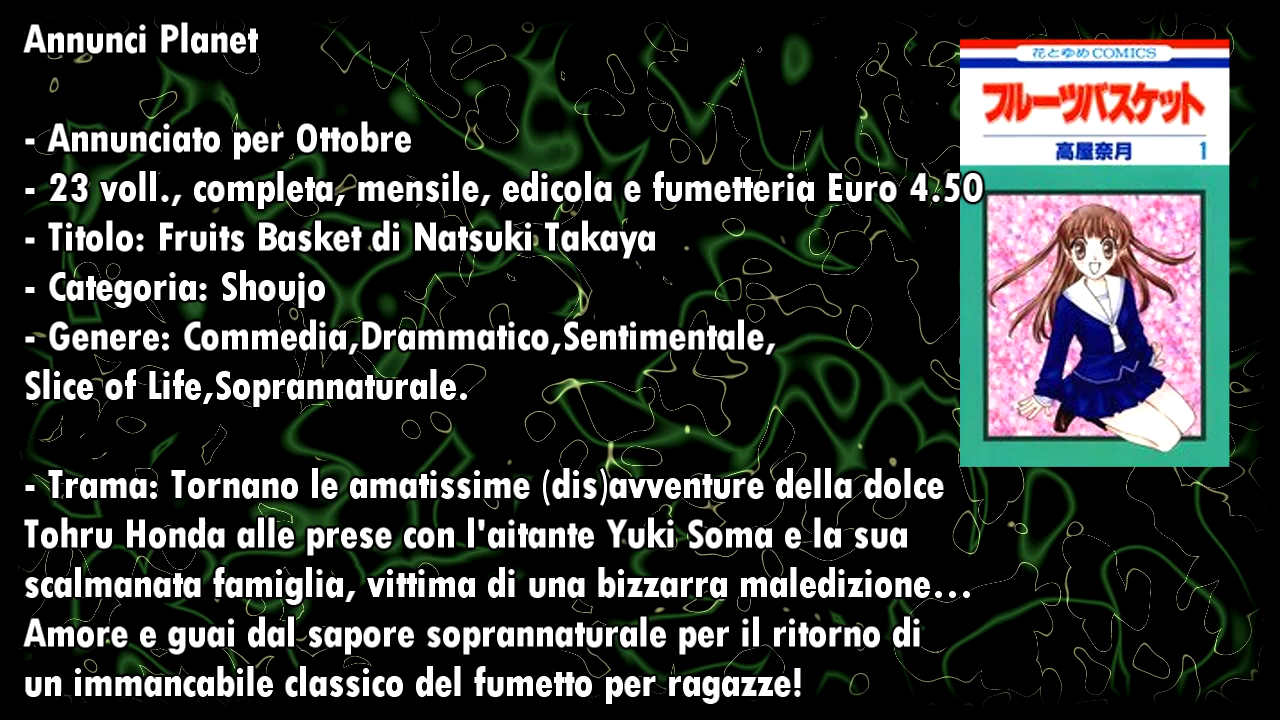 Annunci Planet
- Annunciato per Ottobre
- 23 voll., completa, mensile, edicola e fumetteria Euro 4.50
- Titolo: Fruits Basket di Natsuki Takaya
- Categoria: Shoujo
- Genere: Commedia,Drammatico,Sentimentale,
Slice of Life,Soprannaturale.
- Trama: Tornano le amatissime (dis)avventure della dolce
Tohru Honda alle prese con l'aitante Yuki Soma e la sua
scalmanata famiglia, vittima di una bizzarra maledizione...
Amore e guai dal sapore soprannaturale per il ritorno di
un immancabile classico del fumetto per ragazze!
花とゆめCOMICS
フルーツバスケット
高屋奈月 1